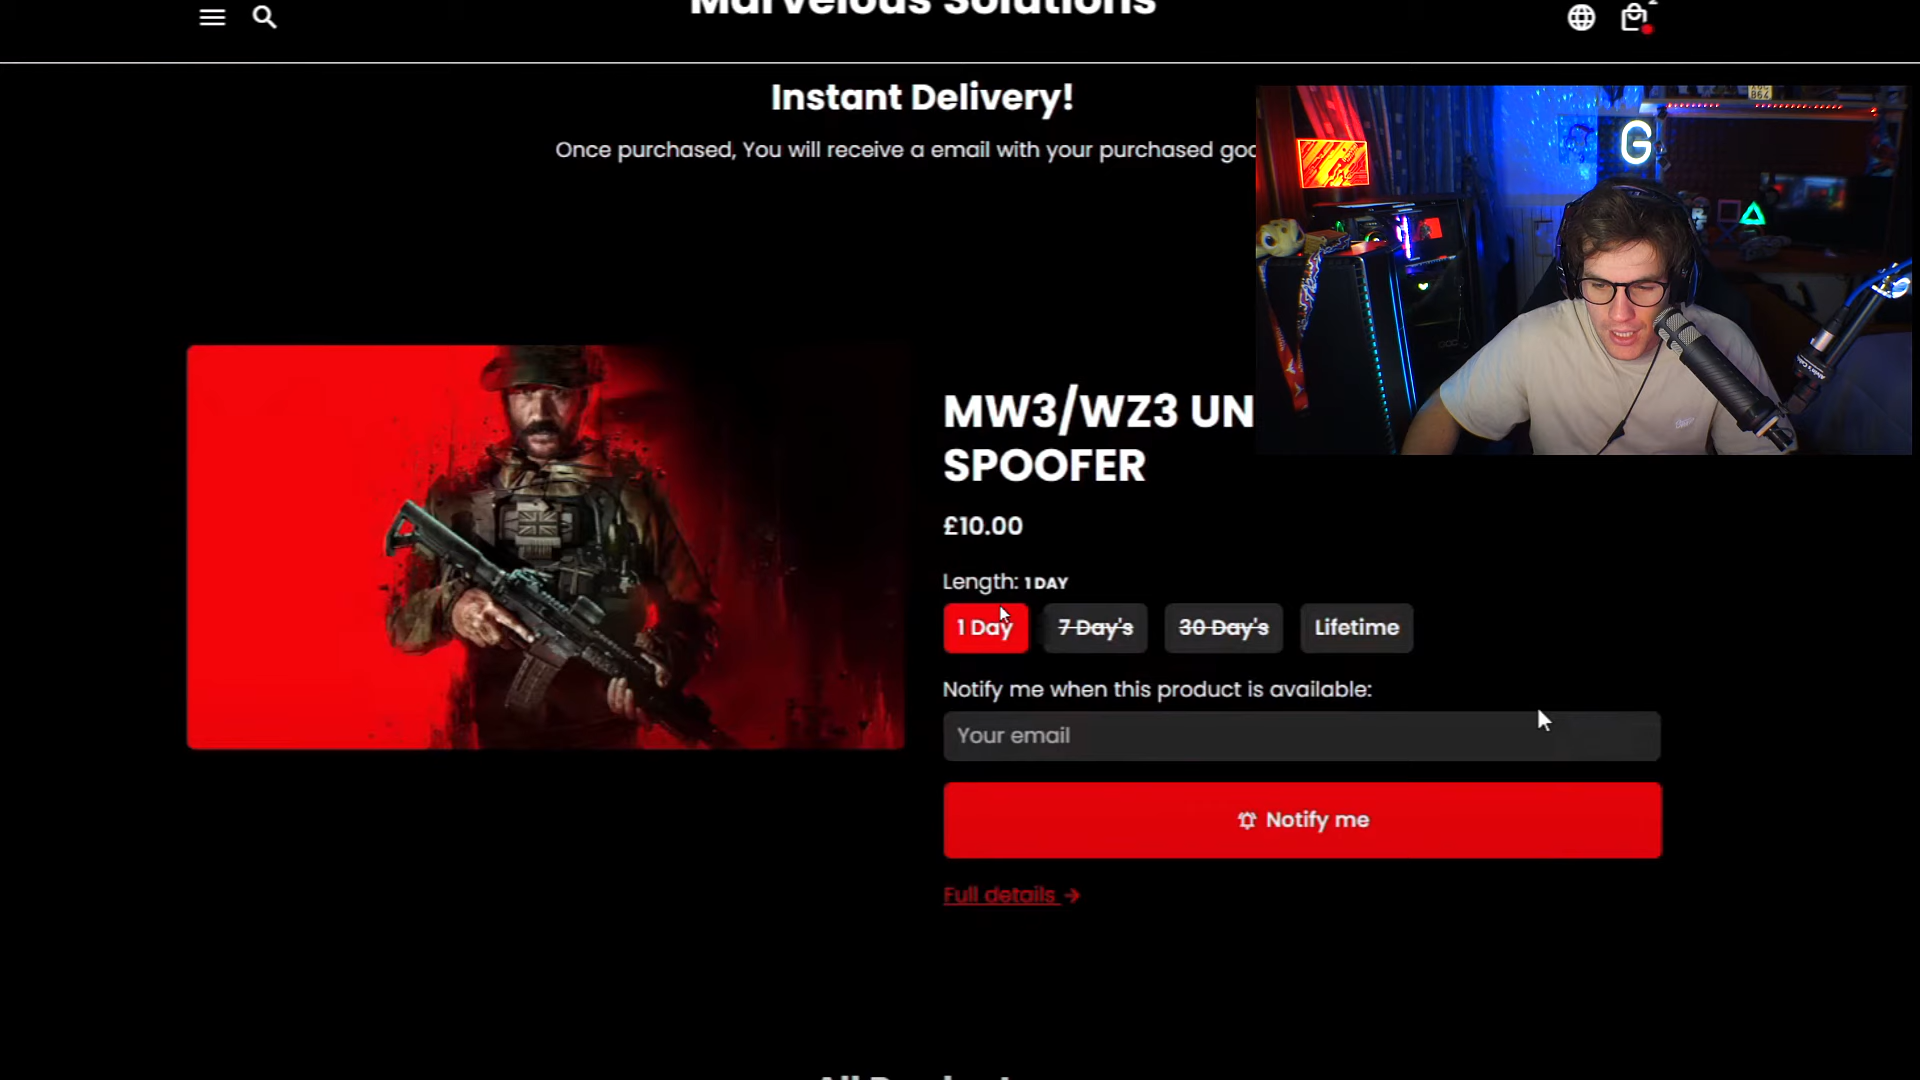 Marvelous Solutions
Instant Delivery!
Once purchased, You will receive a email with your purchased
MW3/WZ3 UN
SPOOFER
£10.00
Length: 1 DAY
1 Day
7 Day's
30 Day's
Lifetime
Notify me when this product is available:
Your email
Notify me
Full details →
G